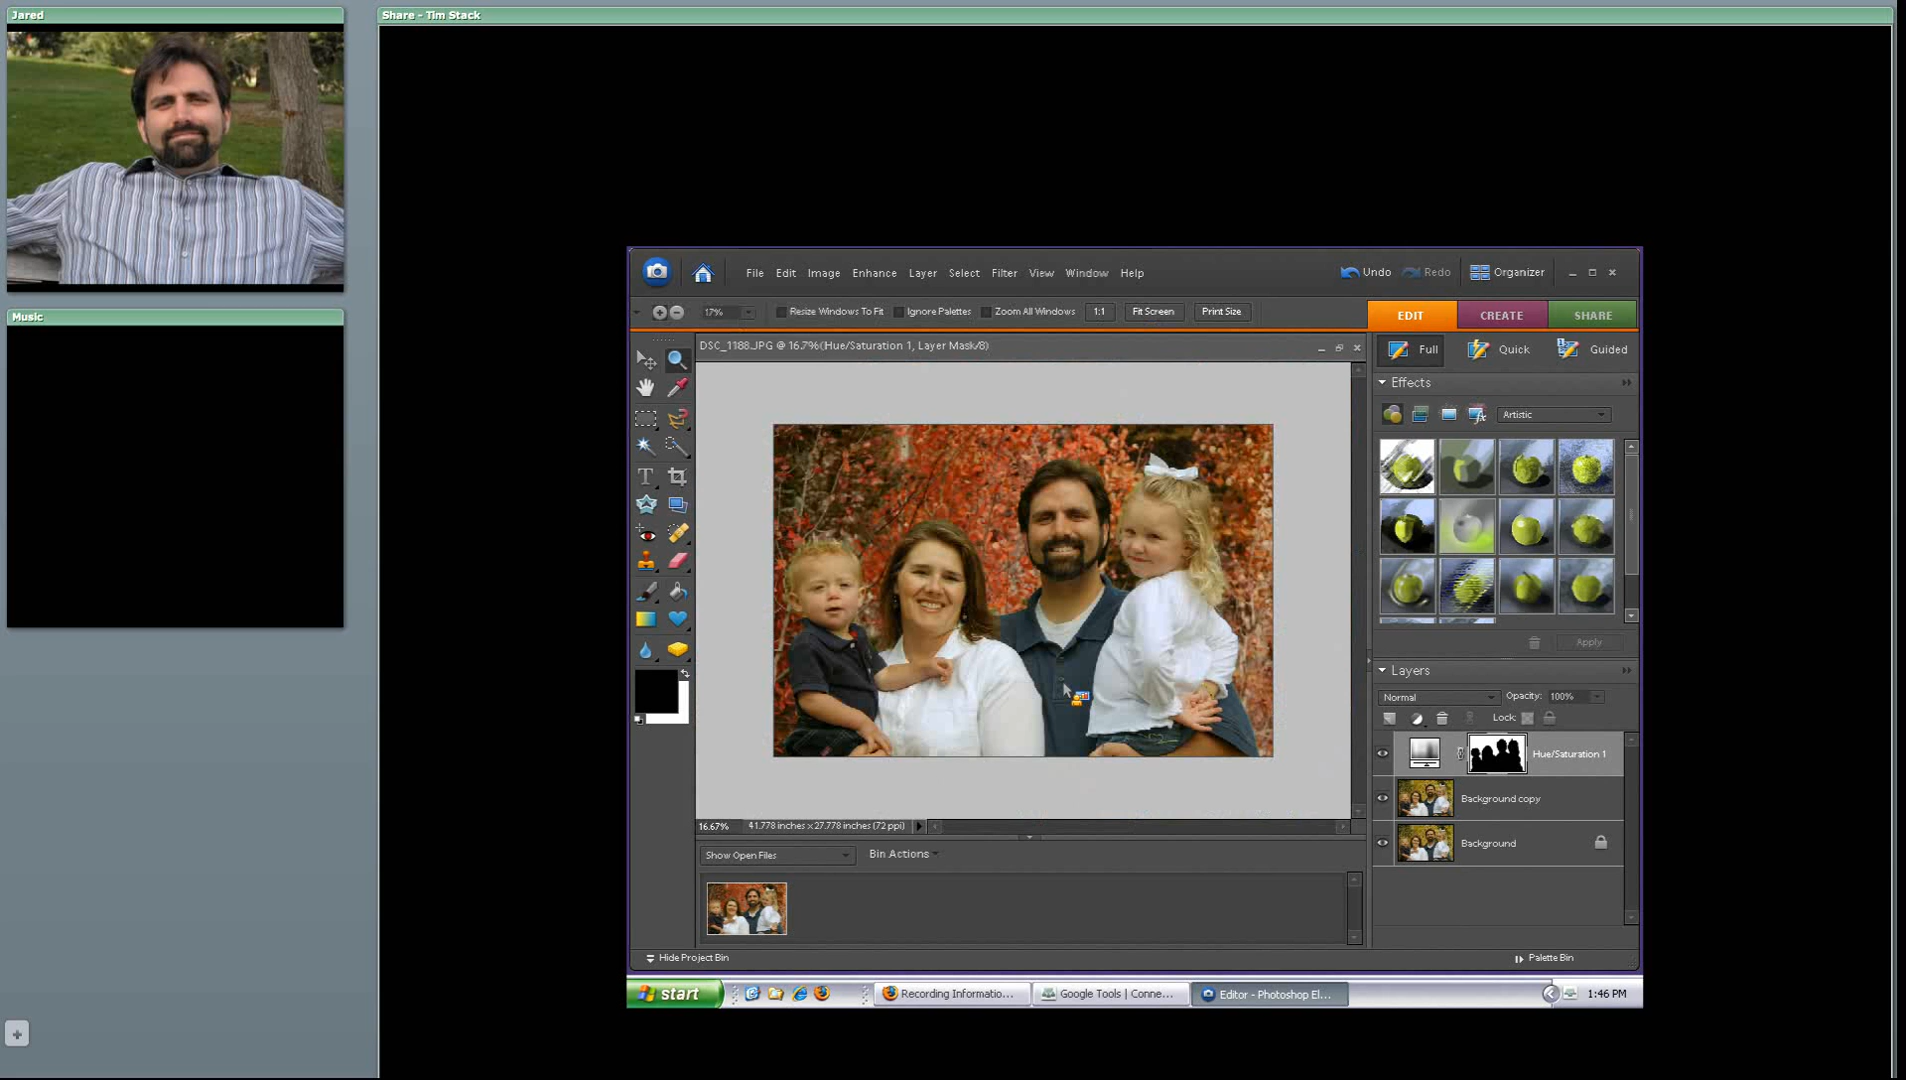 Jared
Share - Tim Stack
Music
File Edit Image Enhance Layer Select Filter View Window Help
Undo Redo Organizer
17% Resize Windows To Fit Ignore Palettes Zoom All Windows 1:1 Fit Screen Print Size
EDIT CREATE SHARE
DSC_1188.JPG @ 16.7%(Hue/Saturation 1, Layer Mask/8)
Full Quick Guided
Effects
Artistic
Apply
Layers
Normal Opacity: 100%
Lock:
Hue/Saturation 1
Background copy
Background
16.67% 41.778 inches x 27.778 inches (72 ppi)
Show Open Files Bin Actions
Hide Project Bin Palette Bin
start Recording Informatio... Google Tools | Conne... Editor - Photoshop El... 1:46 PM